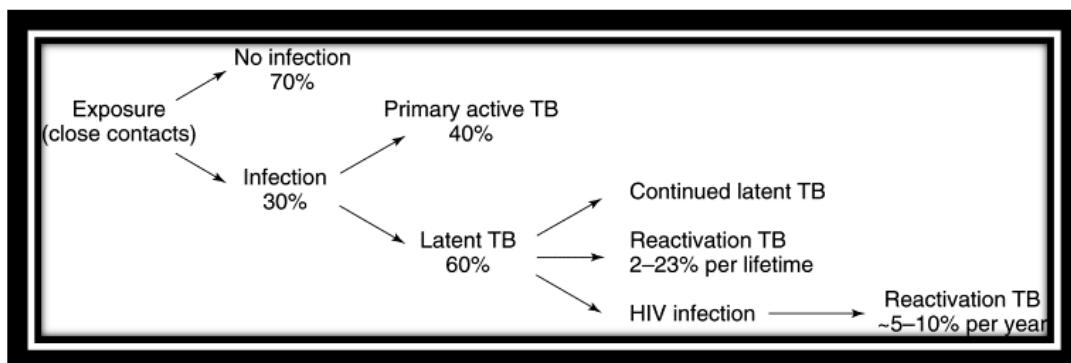 No infection
70%
Exposure
(close contacts)
Primary active TB
40%
Infection
30%
Continued latent TB
Latent TB
60%
Reactivation TB
2–23% per lifetime
HIV infection
Reactivation TB
~5–10% per year